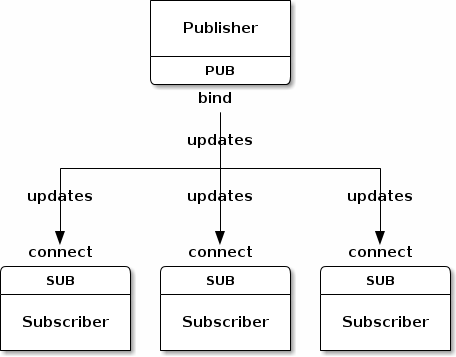 Publisher
PUB
bind
updates
updates updates updates
connect connect connect
SUB SUB SUB
Subscriber Subscriber Subscriber